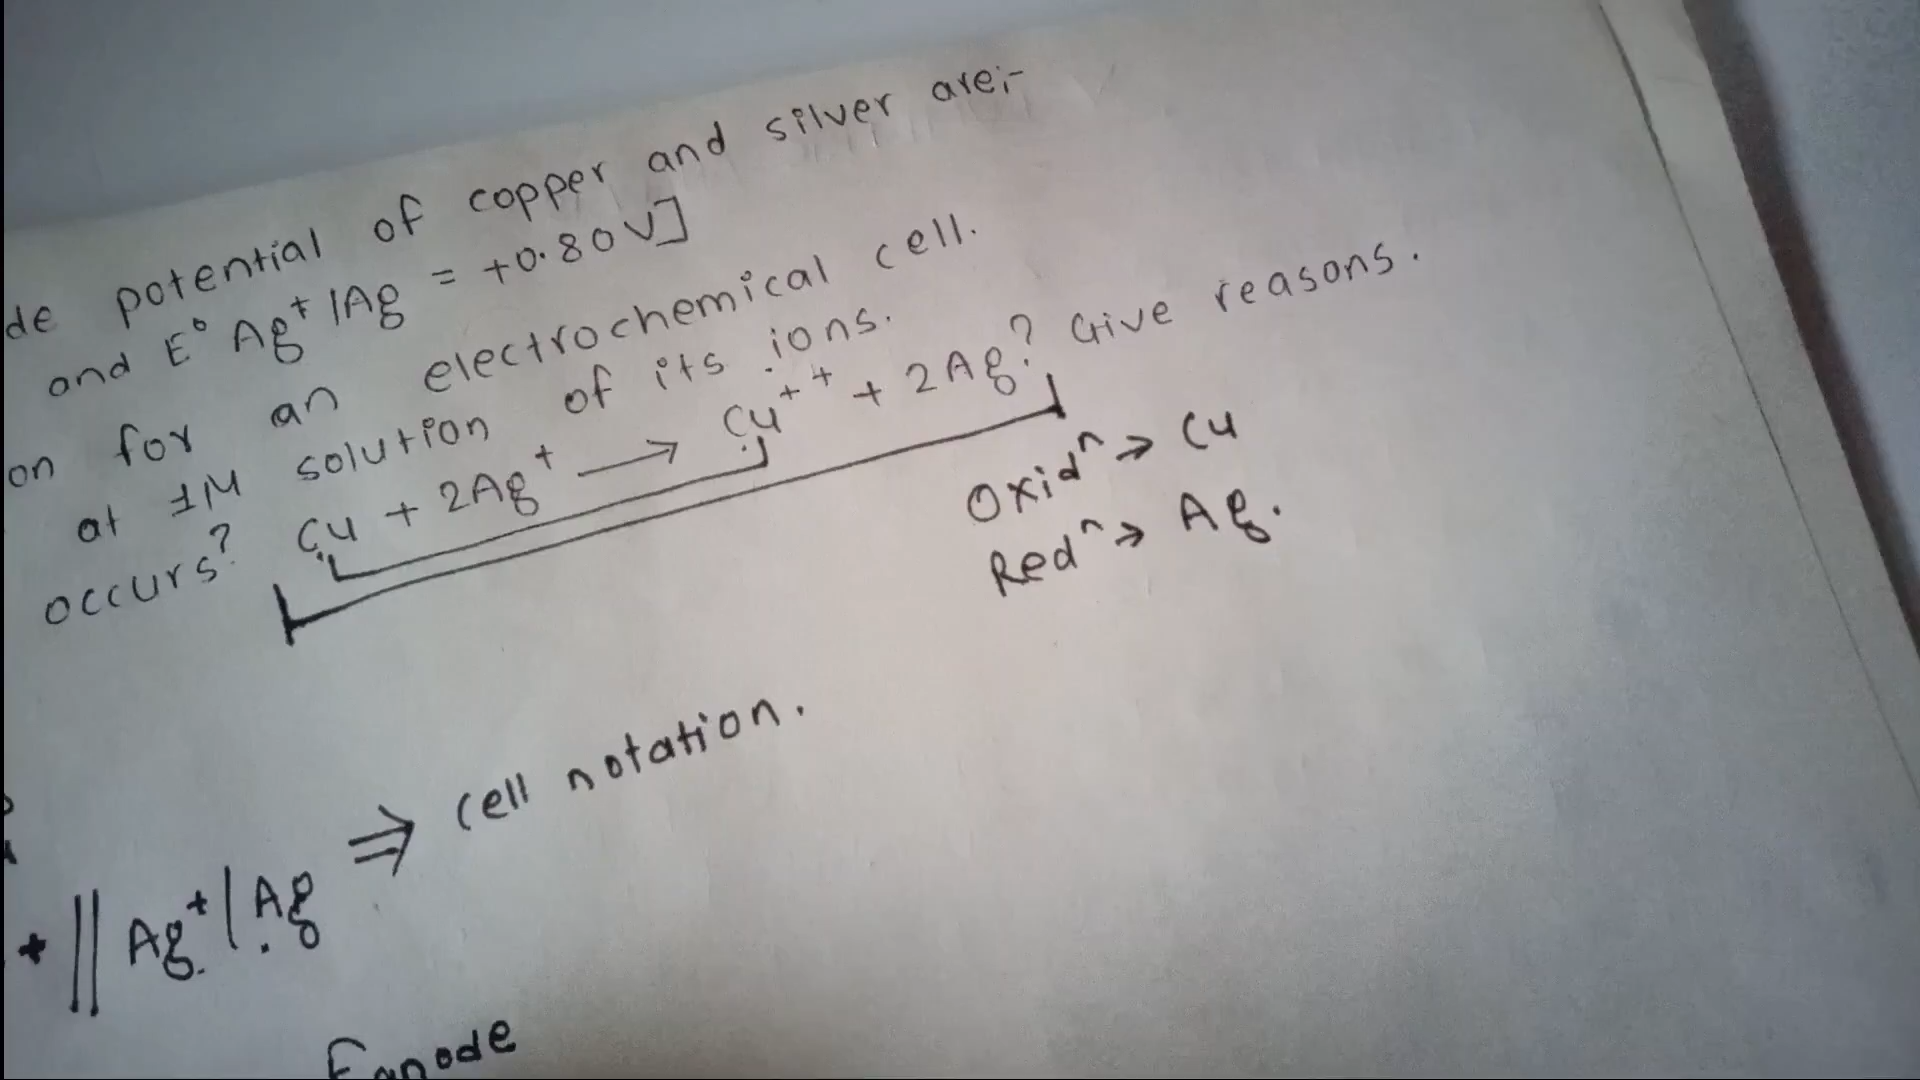 de potential of copper and silver are:-
and E° Ag⁺ |Ag = +0.80V]
on for an electrochemical cell.
at 1M solution of its ions.
occurs? Cu + 2Ag⁺ → Cu⁺⁺ + 2Ag? Give reasons.
Oxidⁿ → Cu
Redⁿ → Ag.
+ || Ag⁺ | Ag ⇒ cell notation.
Eanode